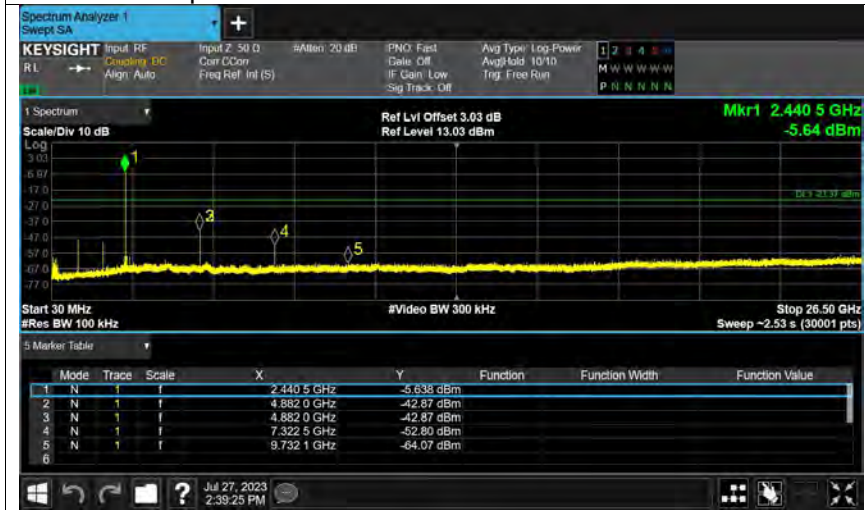 Spectrum Analyzer 1
Swept SA
+
KEYSIGHT Input: RF Input Z: 50 Ω #Atten: 20 dB PNO: Fast Avg Type: Log-Power 1 2 3 4 5 6
RL Coupling: DC Corr CCorr Gate: Off Avg|Hold: 10/10 M W W W W W
Align: Auto Freq Ref: Int (S) IF Gain: Low Trig: Free Run
Sig Track: Off P N N N N N
1 Spectrum
Scale/Div 10 dB
Ref Lvl Offset 3.03 dB
Ref Level 13.03 dBm
Mkr1 2.440 5 GHz
-5.64 dBm
Log
3.03
-6.97
-17.0
-27.0
-37.0
-47.0
-57.0
-67.0
-77.0
1
4
5
DL1 -23.37 dBm
Start 30 MHz #Video BW 300 kHz Stop 26.50 GHz
#Res BW 100 kHz Sweep ~2.53 s (30001 pts)
5 Marker Table
Mode Trace Scale X Y Function Function Width Function Value
1 N 1 f 2.440 5 GHz -5.638 dBm
2 N 1 f 4.882 0 GHz -42.87 dBm
3 N 1 f 4.882 0 GHz -42.87 dBm
4 N 1 f 7.322 5 GHz -52.80 dBm
5 N 1 f 9.732 1 GHz -64.07 dBm
6
? Jul 27, 2023
2:39:25 PM